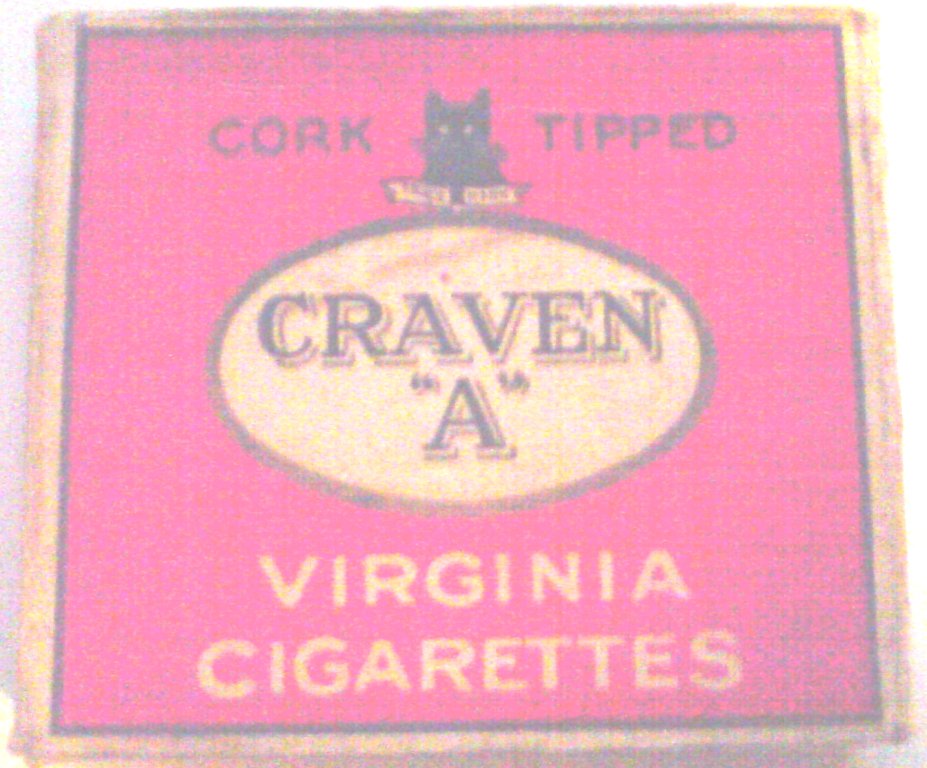 CORK TIPPED
CRAVEN
"A"
VIRGINIA
CIGARETTES